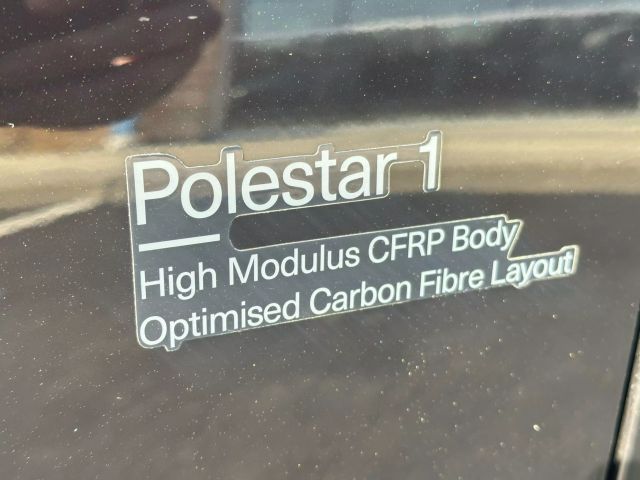 Polestar 1
High Modulus CFRP Body
Optimised Carbon Fibre Layout